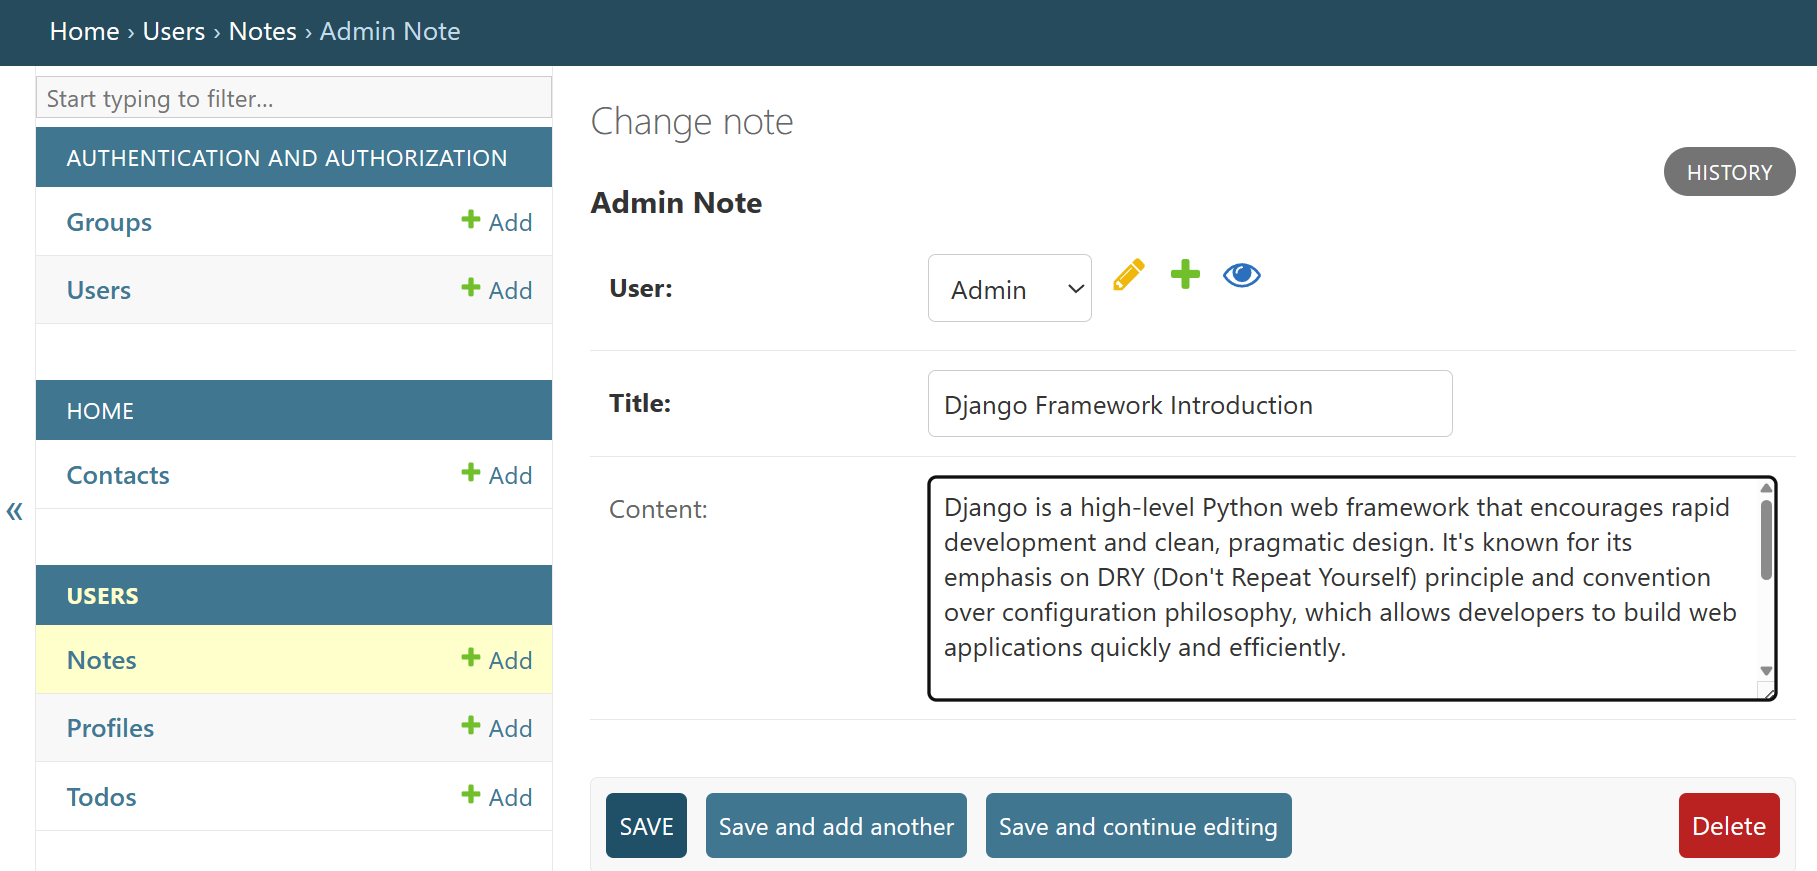 Home › Users › Notes › Admin Note
Start typing to filter...
AUTHENTICATION AND AUTHORIZATION
Groups Add
Users Add
HOME
Contacts Add
«
USERS
Notes Add
Profiles Add
Todos Add
Change note
HISTORY
Admin Note
User: Admin
Title: Django Framework Introduction
Content:
Django is a high-level Python web framework that encourages rapid
development and clean, pragmatic design. It's known for its
emphasis on DRY (Don't Repeat Yourself) principle and convention
over configuration philosophy, which allows developers to build web
applications quickly and efficiently.
SAVE Save and add another Save and continue editing Delete